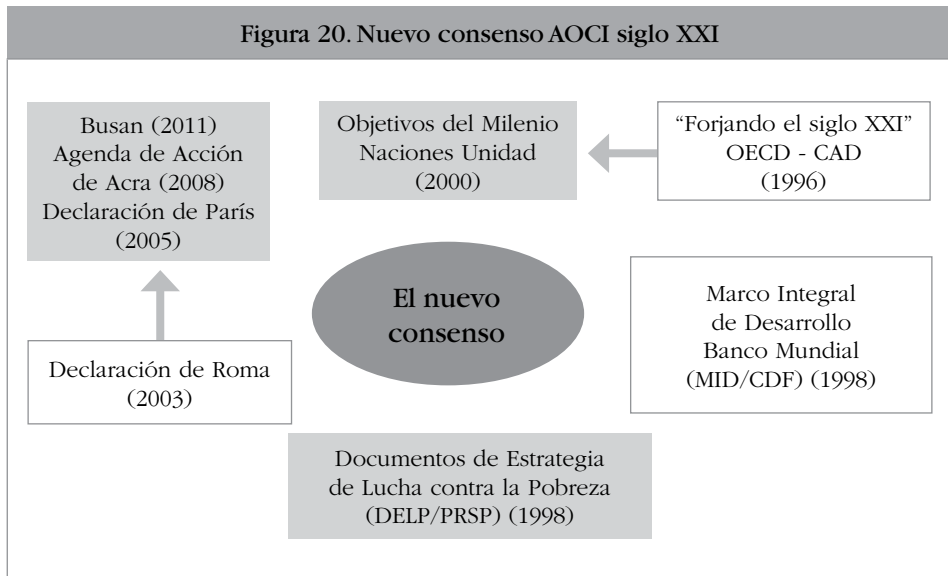 Figura 20. Nuevo consenso AOCI siglo XXI
Busan (2011)
Agenda de Acción
de Acra (2008)
Declaración de París
(2005)
Objetivos del Milenio
Naciones Unidad
(2000)
“Forjando el siglo XXI”
OECD - CAD
(1996)
El nuevo
consenso
Marco Integral
de Desarrollo
Banco Mundial
(MID/CDF) (1998)
Declaración de Roma
(2003)
Documentos de Estrategia
de Lucha contra la Pobreza
(DELP/PRSP) (1998)